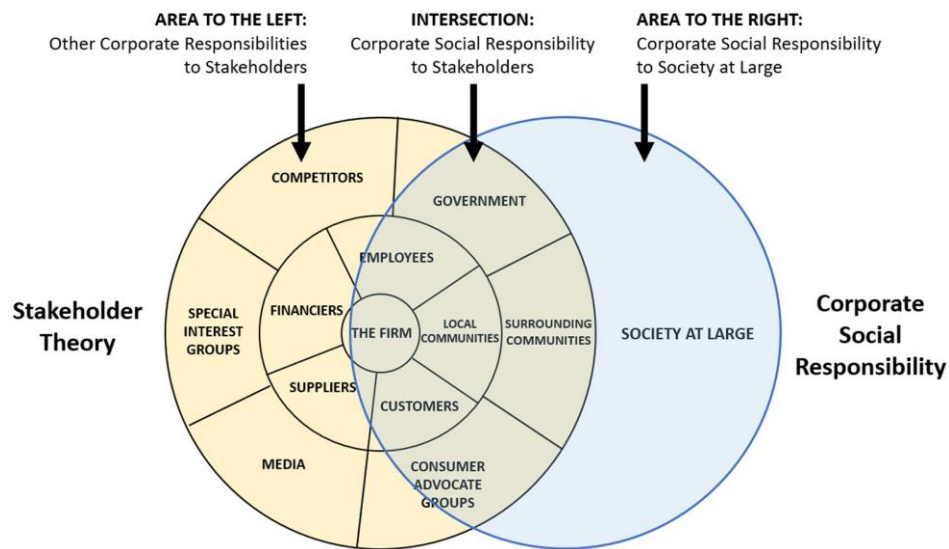 AREA TO THE LEFT:
Other Corporate Responsibilities
to Stakeholders
INTERSECTION:
Corporate Social Responsibility
to Stakeholders
AREA TO THE RIGHT:
Corporate Social Responsibility
to Society at Large
COMPETITORS
GOVERNMENT
EMPLOYEES
Stakeholder
Theory
SPECIAL
INTEREST
GROUPS
FINANCIERS
THE FIRM
LOCAL
COMMUNITIES
SURROUNDING
COMMUNITIES
SOCIETY AT LARGE
Corporate
Social
Responsibility
SUPPLIERS
CUSTOMERS
MEDIA
CONSUMER
ADVOCATE
GROUPS